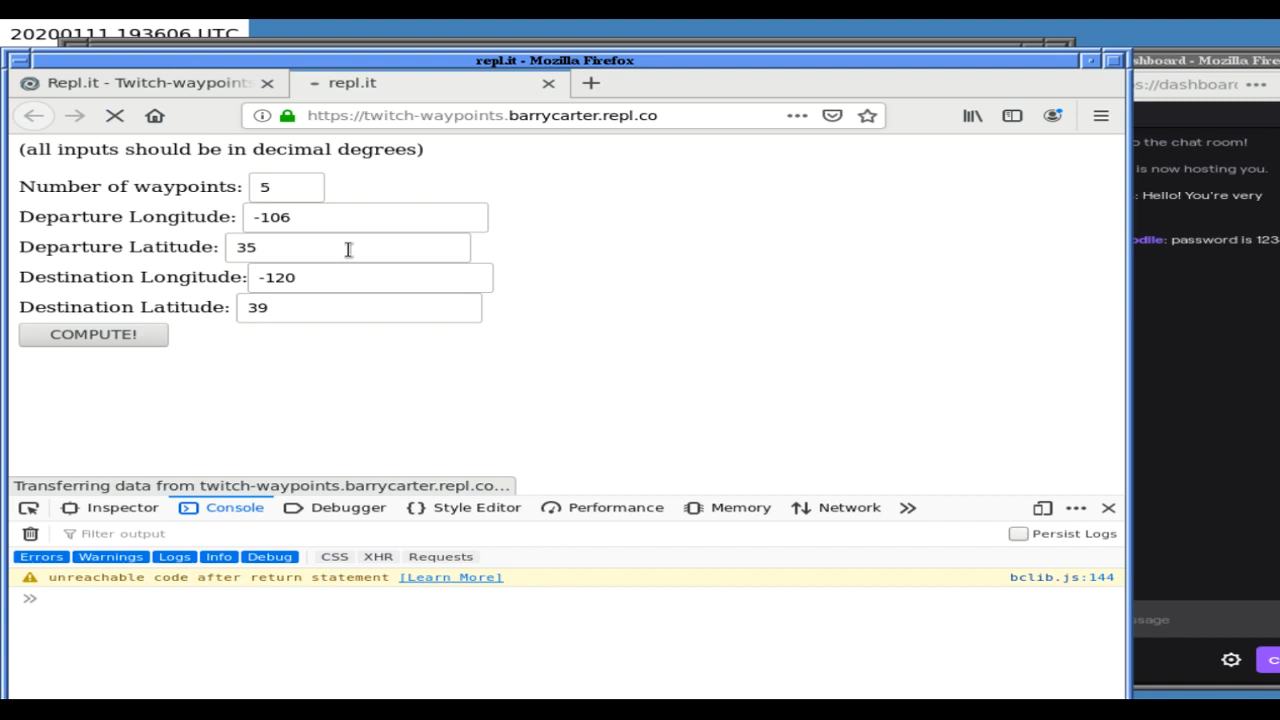 20200111 193606 UTC
repl.it - Mozilla Firefox
shboard - Mozilla Fire
Repl.it - Twitch-waypoint
repl.it
s://dashboar
https://twitch-waypoints.barrycarter.repl.co
(all inputs should be in decimal degrees)
o the chat room!
is now hosting you.
Number of waypoints: 5
: Hello! You're very
Departure Longitude: -106
Departure Latitude: 35
odlle: password is 123
Destination Longitude: -120
Destination Latitude: 39
COMPUTE!
Transferring data from twitch-waypoints.barrycarter.repl.co...
Inspector Console Debugger Style Editor Performance Memory Network
Filter output
Persist Logs
Errors Warnings Logs Info Debug CSS XHR Requests
unreachable code after return statement [Learn More] bclib.js:144
ssage
C